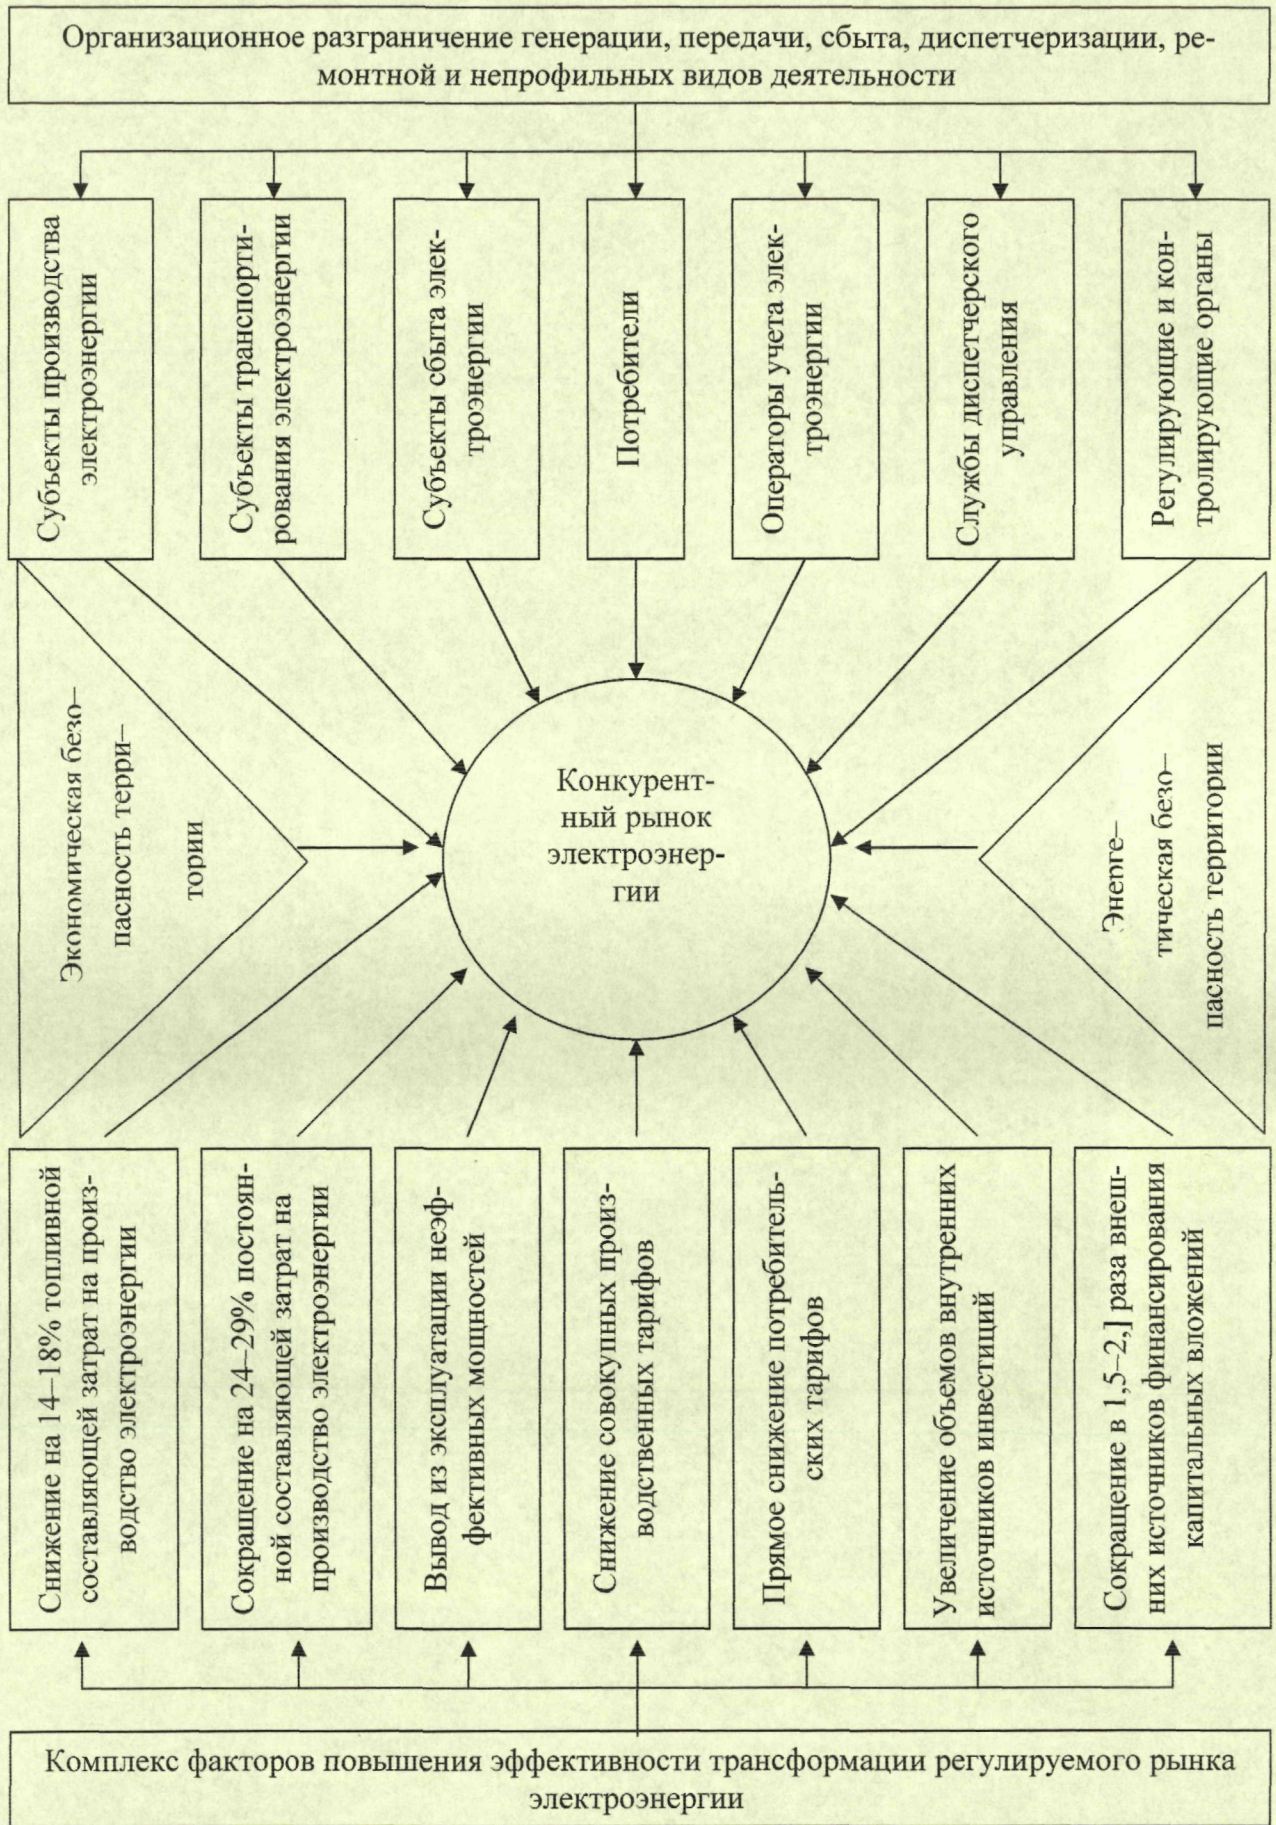 Организационное разграничение генерации, передачи, сбыта, диспетчеризации, ре-
монтной и непрофильных видов деятельности
Субъекты производства
электроэнергии
Субъекты транспорти-
рования электроэнергии
Субъекты сбыта элек-
троэнергии
Потребители
Операторы учета элек-
троэнергии
Службы диспетчерского
управления
Регулирующие и кон-
тролирующие органы
Экономическая безо–
пасность терри–
тории
Конкурент-
ный рынок
электроэнер-
гии
Энерге–
тическая безо–
пасность территории
Снижение на 14–18% топливной
составляющей затрат на произ-
водство электроэнергии
Сокращение на 24–29% постоян-
ной составляющей затрат на
производство электроэнергии
Вывод из эксплуатации неэф-
фективных мощностей
Снижение совокупных произ-
водственных тарифов
Прямое снижение потребитель-
ских тарифов
Увеличение объемов внутренних
источников инвестиций
Сокращение в 1,5–2,] раза внеш-
них источников финансирования
капитальных вложений
Комплекс факторов повышения эффективности трансформации регулируемого рынка
электроэнергии